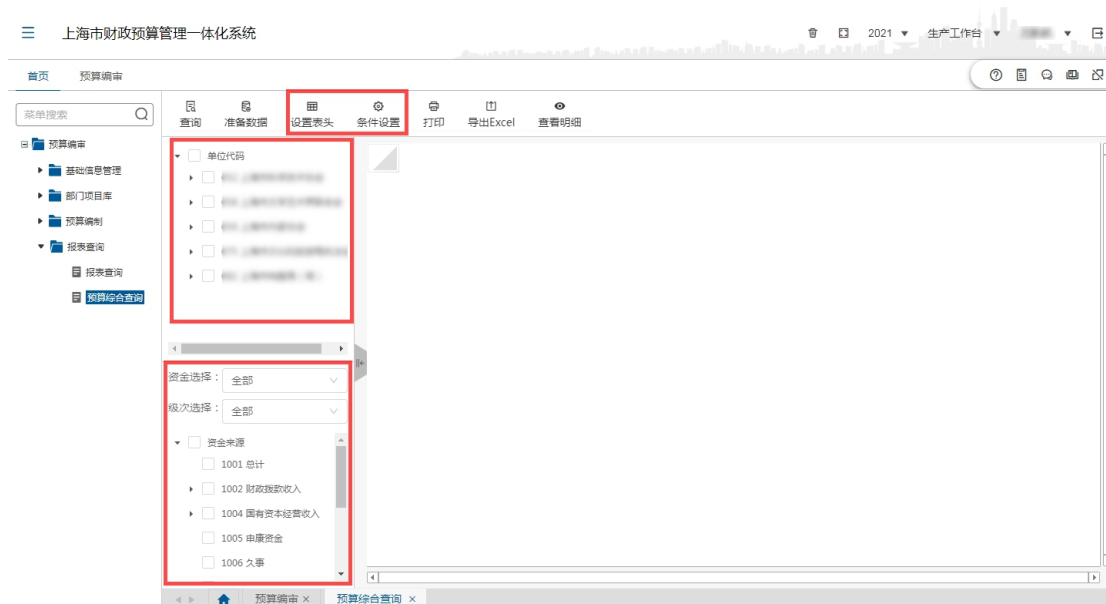 上海市财政预算管理一体化系统
2021 生产工作台
首页 预算编审
菜单搜索
查询 准备数据 设置表头 条件设置 打印 导出Excel 查看明细
预算编审
基础信息管理
部门项目库
预算编制
报表查询
报表查询
预算综合查询
单位代码
资金选择： 全部
级次选择： 全部
资金来源
1001 总计
1002 财政拨款收入
1004 国有资本经营收入
1005 申康资金
1006 久事
预算编审 × 预算综合查询 ×